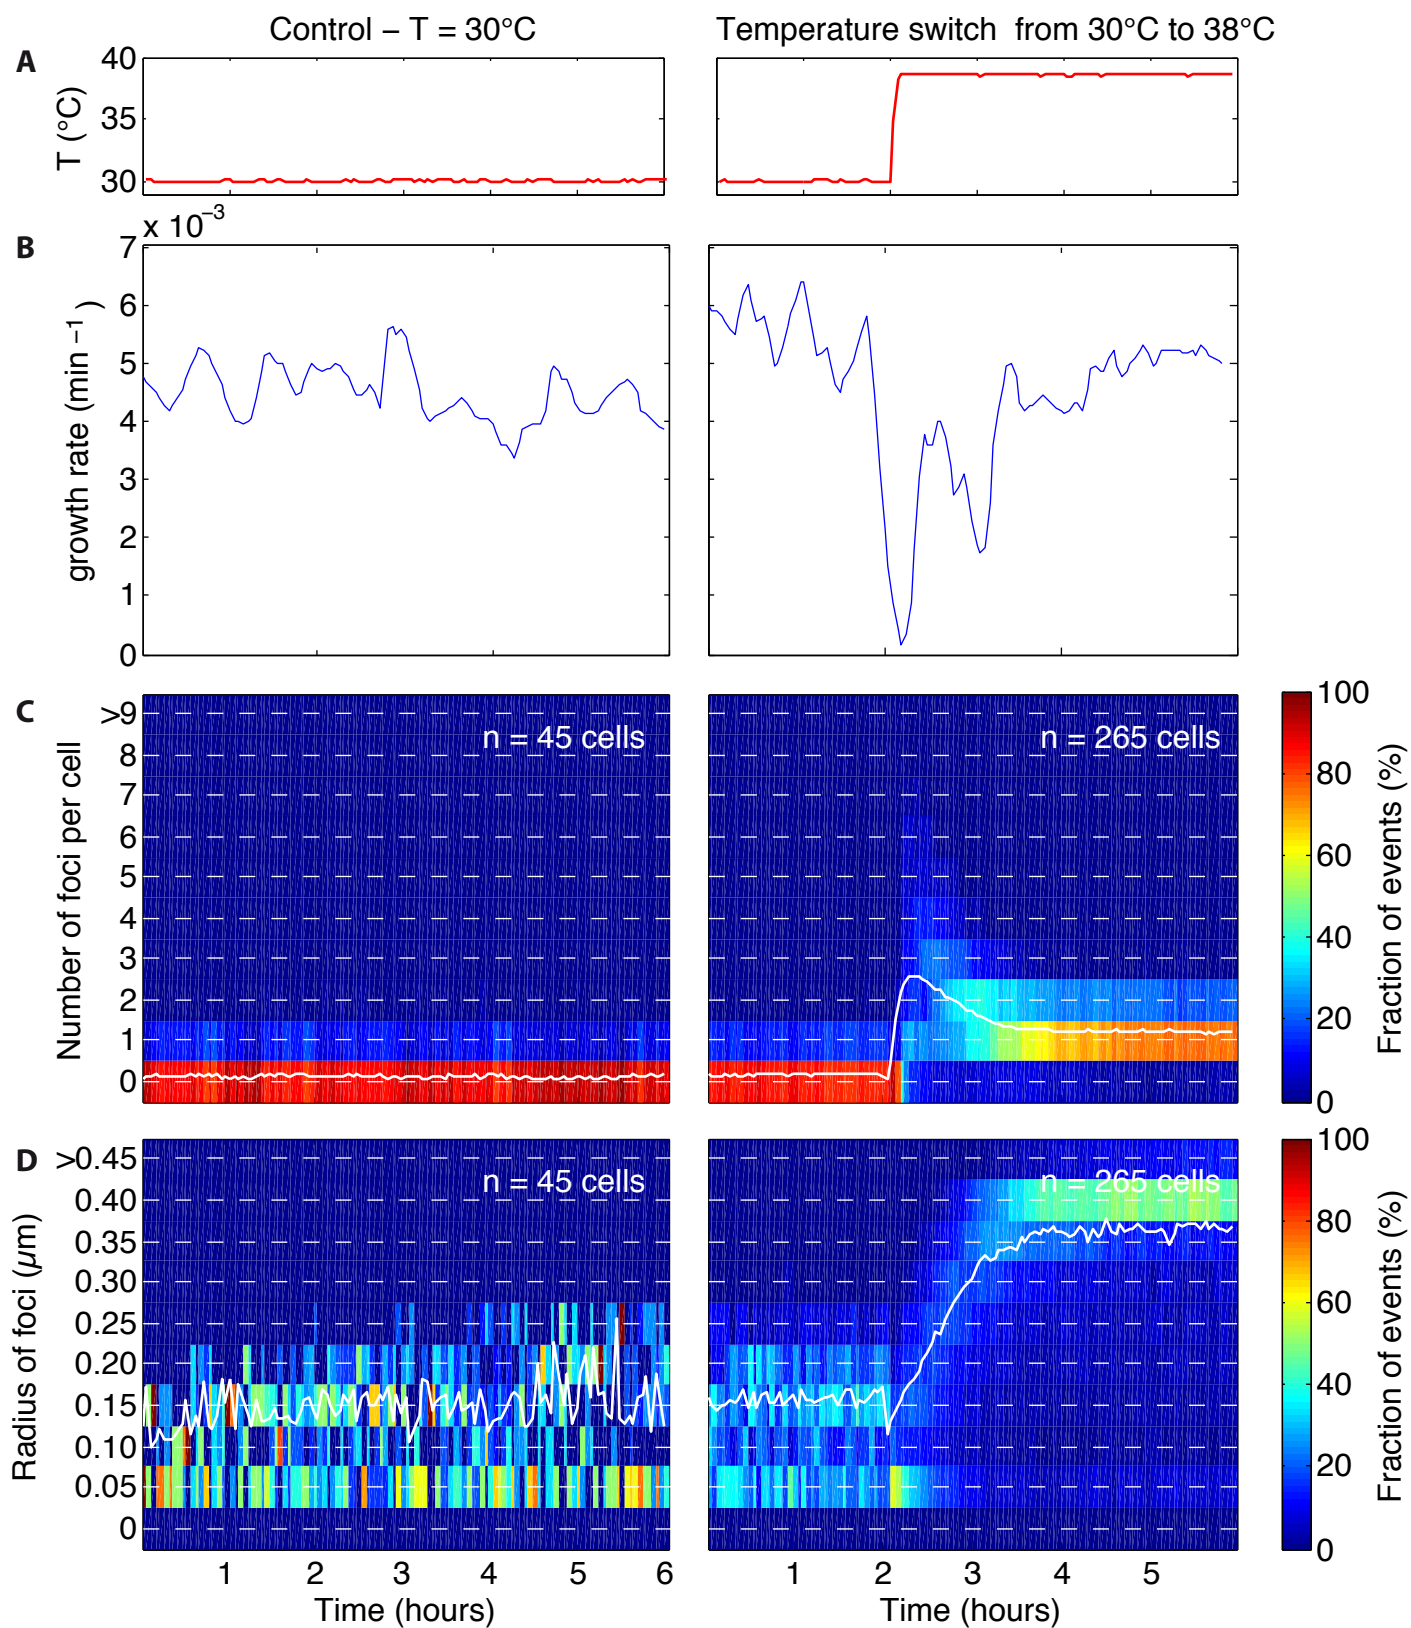 Control – T = 30°C
Temperature switch from 30°C to 38°C
A
T (°C)
40
35
30
B
x 10⁻³
growth rate (min⁻¹)
7
6
5
4
3
2
1
0
C
Number of foci per cell
>9
8
7
6
5
4
3
2
1
0
n = 45 cells
n = 265 cells
100
80
60
40
20
0
Fraction of events (%)
D
Radius of foci (µm)
>0.45
0.40
0.35
0.30
0.25
0.20
0.15
0.10
0.05
0
n = 45 cells
n = 265 cells
100
80
60
40
20
0
Fraction of events (%)
1 2 3 4 5 6
Time (hours)
1 2 3 4 5
Time (hours)